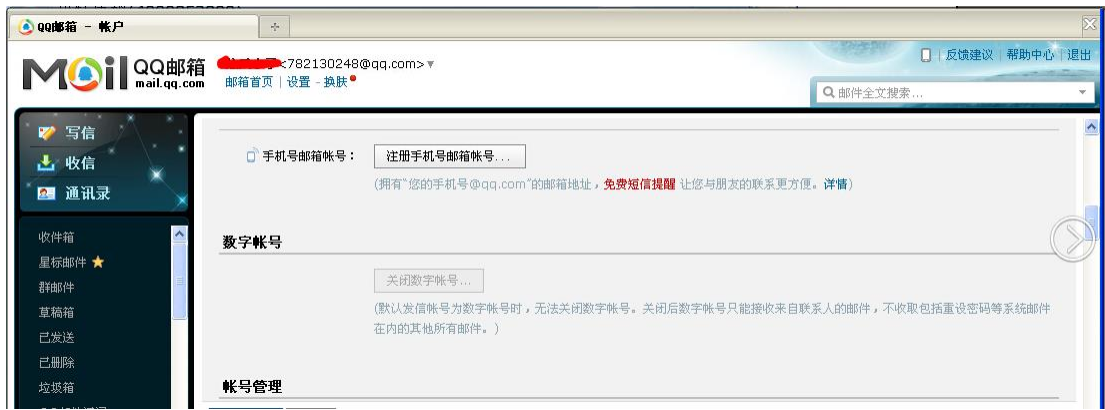 QQ邮箱 - 帐户
Mail QQ邮箱
mail.qq.com
<782130248@qq.com>
邮箱首页 | 设置 - 换肤
反馈建议 | 帮助中心 | 退出
邮件全文搜索...
写信
收信
通讯录
收件箱
星标邮件
群邮件
草稿箱
已发送
已删除
垃圾箱
手机号邮箱帐号：
注册手机号邮箱帐号...
(拥有“您的手机号@qq.com”的邮箱地址，免费短信提醒 让您与朋友的联系更方便。详情)
数字帐号
关闭数字帐号...
(默认发信帐号为数字帐号时，无法关闭数字帐号。关闭后数字帐号只能接收来自联系人的邮件，不收取包括重设密码等系统邮件
在内的其他所有邮件。)
帐号管理